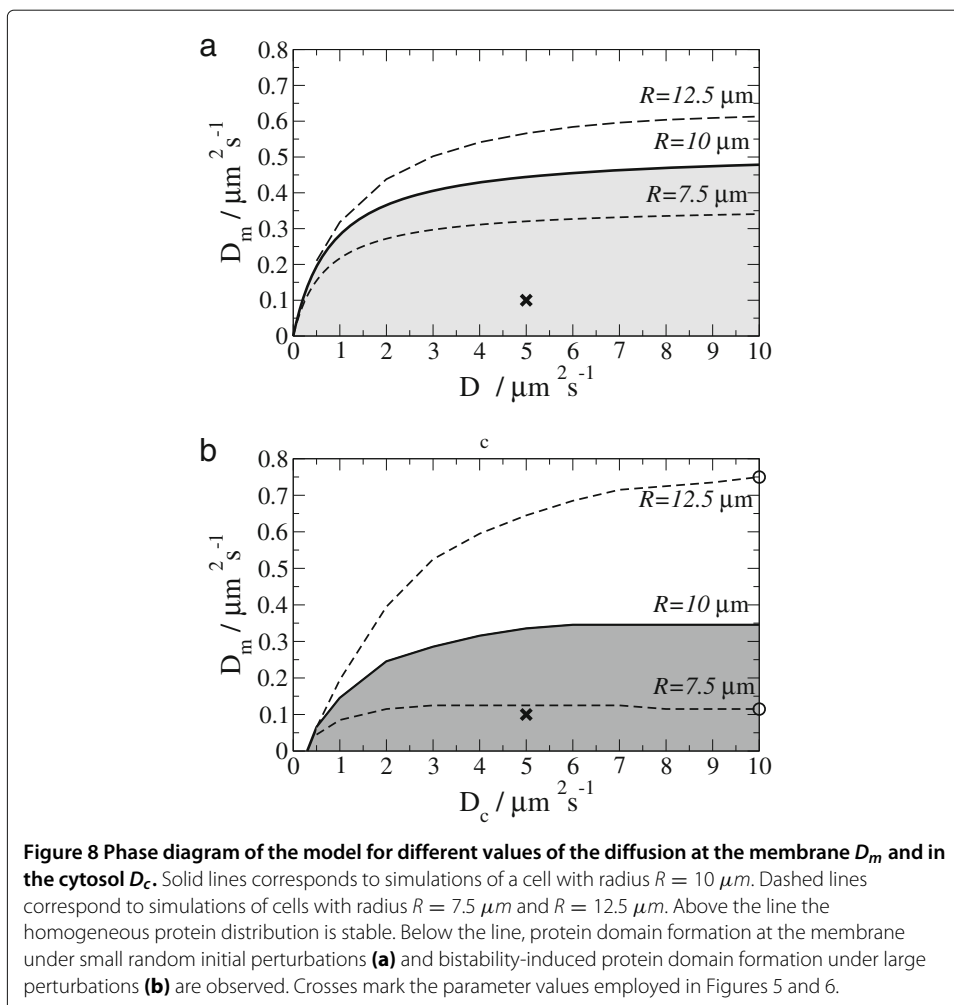 a
0.8
0.7
0.6
0.5
0.4
0.3
0.2
0.1
0
D_m / μm²s⁻¹
R=12.5 μm
R=10 μm
R=7.5 μm
0 1 2 3 4 5 6 7 8 9 10
D / μm²s⁻¹
c
b
0.8
0.7
0.6
0.5
0.4
0.3
0.2
0.1
0
D_m / μm²s⁻¹
R=12.5 μm
R=10 μm
R=7.5 μm
0 1 2 3 4 5 6 7 8 9 10
D_c / μm²s⁻¹
Figure 8 Phase diagram of the model for different values of the diffusion at the membrane D_m and in
the cytosol D_c. Solid lines corresponds to simulations of a cell with radius R = 10 μm. Dashed lines
correspond to simulations of cells with radius R = 7.5 μm and R = 12.5 μm. Above the line the
homogeneous protein distribution is stable. Below the line, protein domain formation at the membrane
under small random initial perturbations (a) and bistability-induced protein domain formation under large
perturbations (b) are observed. Crosses mark the parameter values employed in Figures 5 and 6.